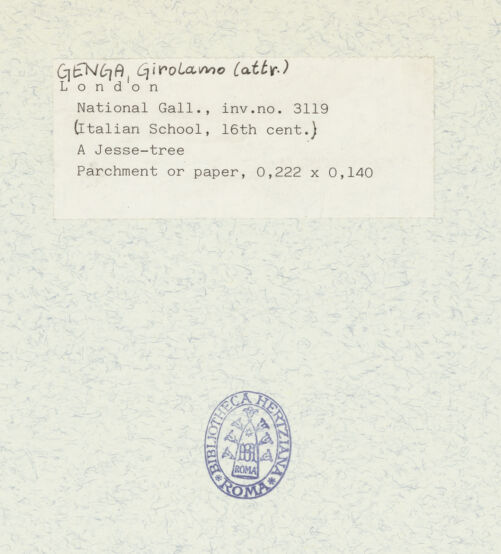 GENGA, Girolamo (attr.)
London
National Gall., inv.no. 3119
(Italian School, 16th cent.)
A Jesse-tree
Parchment or paper, 0,222 x 0,140
BIBLIOTHECA HERTZIANA
ROMA
ROMA